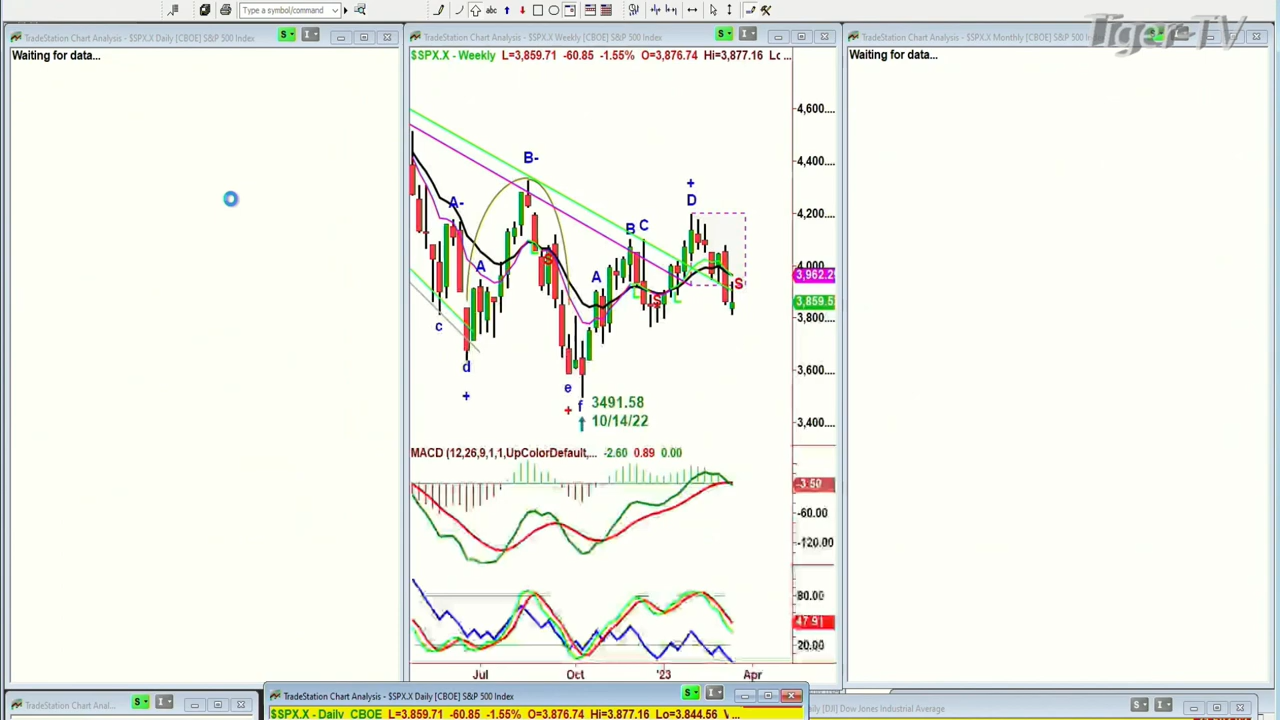 Type a symbol/command
abc
Tiger-TV
TradeStation Chart Analysis - $SPX.X Daily [CBOE] S&P 500 Index
S
I
Waiting for data...
TradeStation Chart Analysis - $SPX.X Weekly [CBOE] S&P 500 Index
S
I
$SPX.X - Weekly L=3,859.71 -60.85 -1.55% O=3,876.74 Hi=3,877.16 Lc ...
TradeStation Chart Analysis - $SPX.X Monthly [CBOE] S&P 500 In
Waiting for data...
4,600....
4,400....
4,200....
4,000....
3,962.2
3,859.5
3,800....
3,600....
3,400....
B-
A-
A
c
d
+
S
A
e
+
f
B
C
S
L
+
D
S
3491.58
10/14/22
MACD (12,26,9,1,1,UpColorDefault,... -2.60 0.89 0.00
-3.50
-60.00
-120.00
80.00
47.91
20.00
Jul
Oct
'23
Apr
TradeStation Chart Anal...
S
I
TradeStation Chart Analysis - $SPX.X Daily [CBOE] S&P 500 Index
S
I
$SPX.X - Daily CBOE L=3,859.71 -60.85 -1.55% O=3,876.74 Hi=3,877.16 Lo=3,844.56 V...
ily [DJI] Dow Jones Industrial Average
S
I